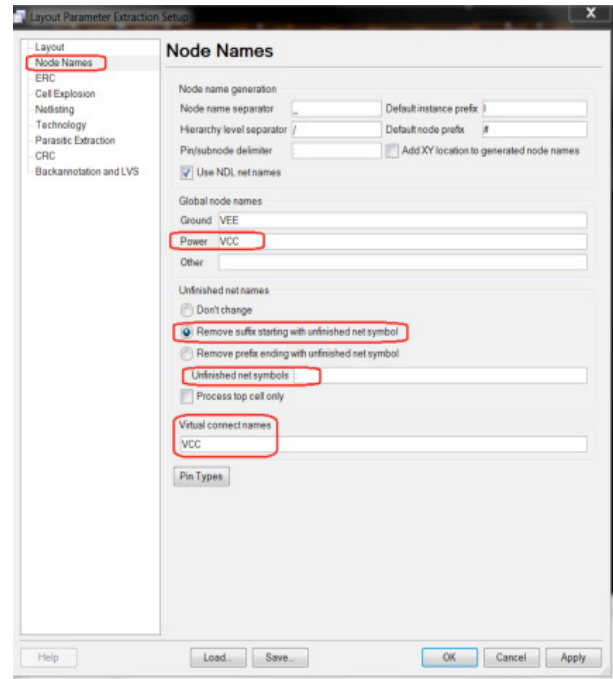 Layout Parameter Extraction Setup
X
Layout
Node Names
ERC
Cell Explosion
Netlisting
Technology
Parasitic Extraction
CRC
Backannotation and LVS
Node Names
Node name generation
Node name separator _ Default instance prefix I
Hierarchy level separator / Default node prefix #
Pin/subnode delimiter : Add XY location to generated node names
Use NDL net names
Global node names
Ground VEE
Power VCC
Other
Unfinished net names
Don't change
Remove suffix starting with unfinished net symbol
Remove prefix ending with unfinished net symbol
Unfinished net symbols :
Process top cell only
Virtual connect names
VCC
Pin Types
Help Load... Save... OK Cancel Apply